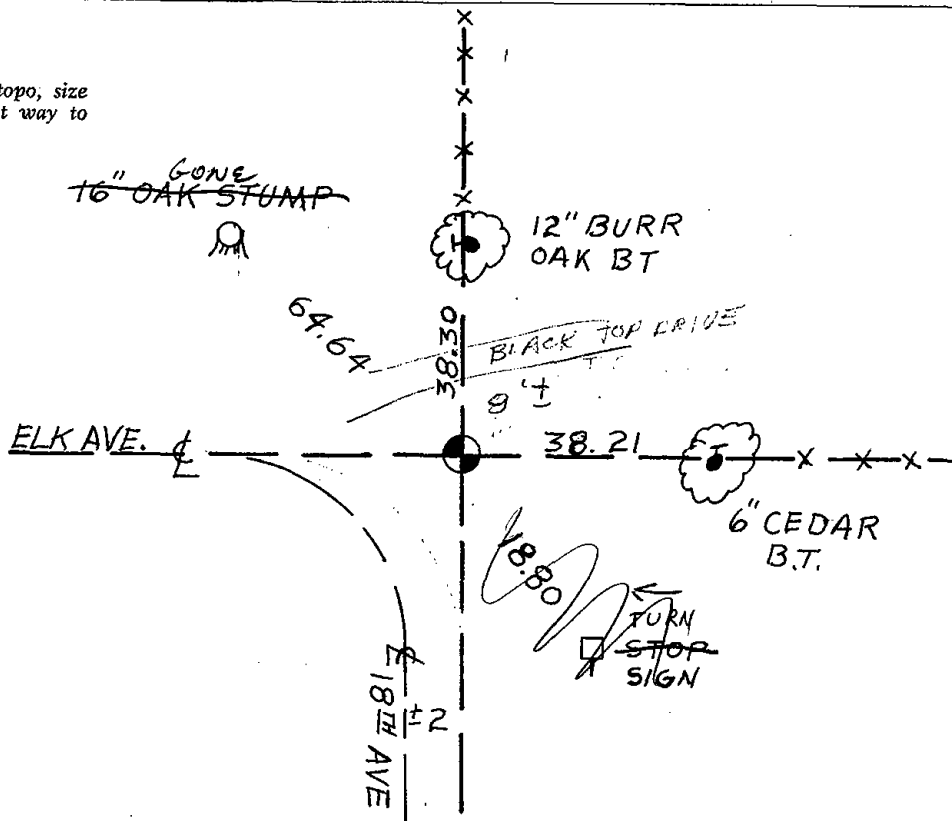 topo, size
t way to
GONE
16" OAK STUMP
12" BURR
OAK BT
64.64
38.30
BLACK TOP DRIVE
8'±
ELK AVE. ℄
38.21
6" CEDAR
B.T.
18.80
TURN
STOP
SIGN
℄ 18TH AVE
±2